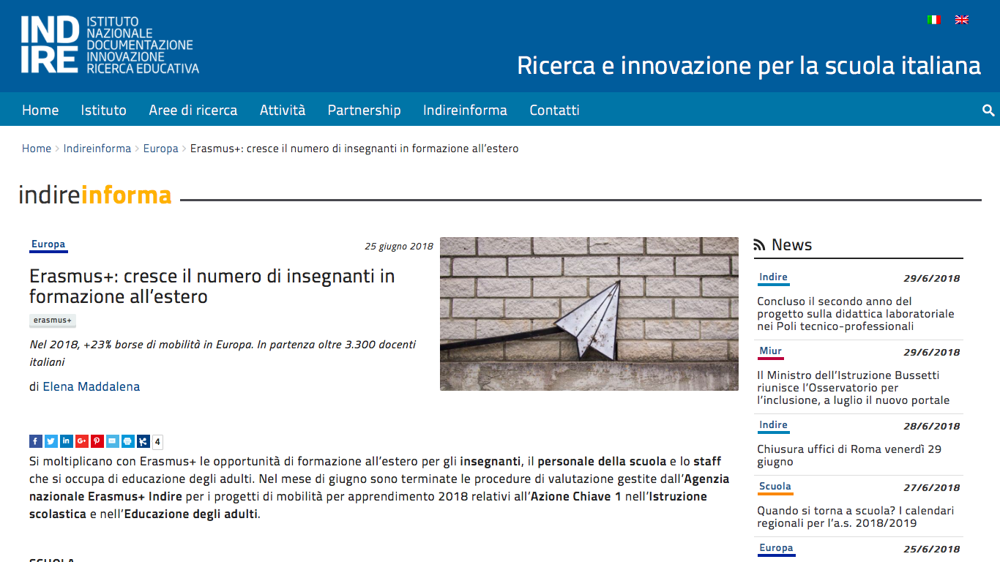 IND
IRE
ISTITUTO
NAZIONALE
DOCUMENTAZIONE
INNOVAZIONE
RICERCA EDUCATIVA
Ricerca e innovazione per la scuola italiana
Home Istituto Aree di ricerca Attività Partnership Indireinforma Contatti
Home > Indireinforma > Europa > Erasmus+: cresce il numero di insegnanti in formazione all’estero
indireinforma
Europa
25 giugno 2018
Erasmus+: cresce il numero di insegnanti in
formazione all’estero
erasmus+
Nel 2018, +23% borse di mobilità in Europa. In partenza oltre 3.300 docenti
italiani
di Elena Maddalena
4
Si moltiplicano con Erasmus+ le opportunità di formazione all’estero per gli insegnanti, il personale della scuola e lo staff
che si occupa di educazione degli adulti. Nel mese di giugno sono terminate le procedure di valutazione gestite dall’Agenzia
nazionale Erasmus+ Indire per i progetti di mobilità per apprendimento 2018 relativi all’Azione Chiave 1 nell’Istruzione
scolastica e nell’Educazione degli adulti.
SCUOLA
News
Indire 29/6/2018
Concluso il secondo anno del
progetto sulla didattica laboratoriale
nei Poli tecnico-professionali
Miur 29/6/2018
Il Ministro dell’Istruzione Bussetti
riunisce l’Osservatorio per
l’inclusione, a luglio il nuovo portale
Indire 28/6/2018
Chiusura uffici di Roma venerdì 29
giugno
Scuola 27/6/2018
Quando si torna a scuola? I calendari
regionali per l’a.s. 2018/2019
Europa 25/6/2018